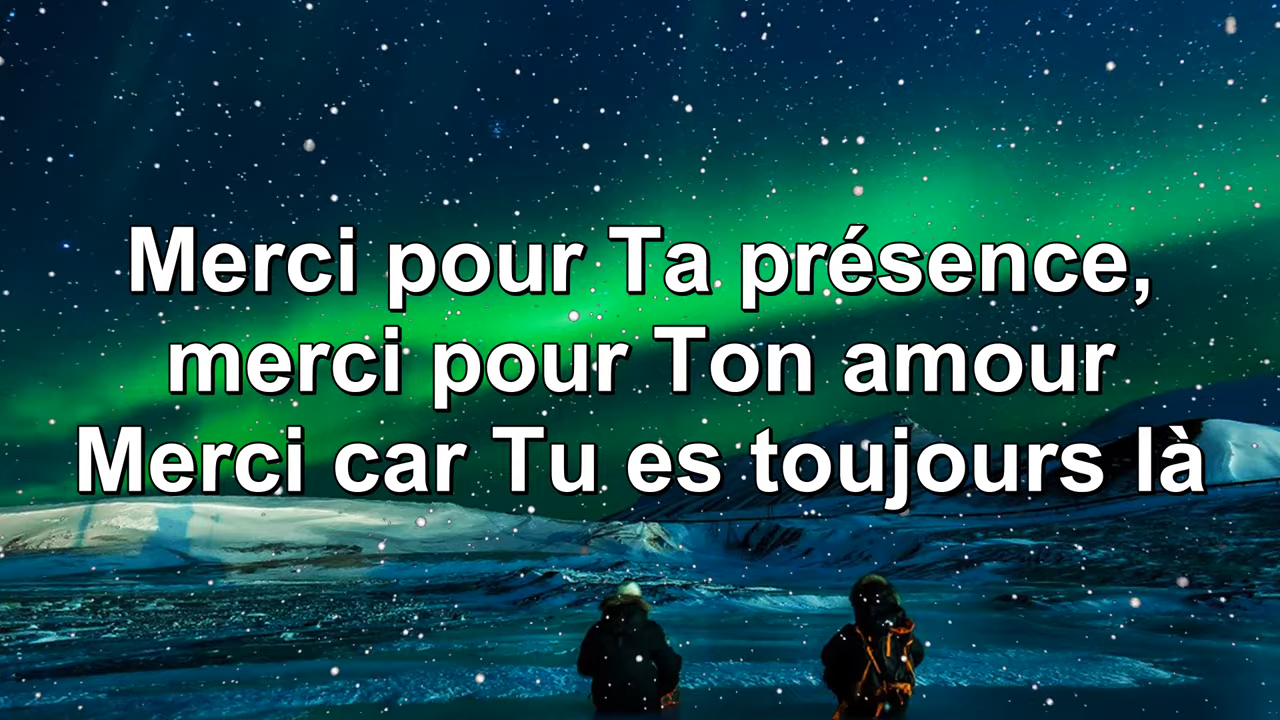 Merci pour Ta présence,
merci pour Ton amour
Merci car Tu es toujours là